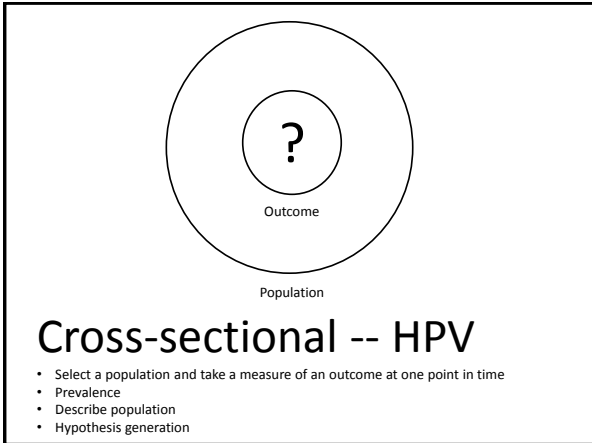 ?
Outcome
Population
Cross-sectional -- HPV
• Select a population and take a measure of an outcome at one point in time
• Prevalence
• Describe population
• Hypothesis generation